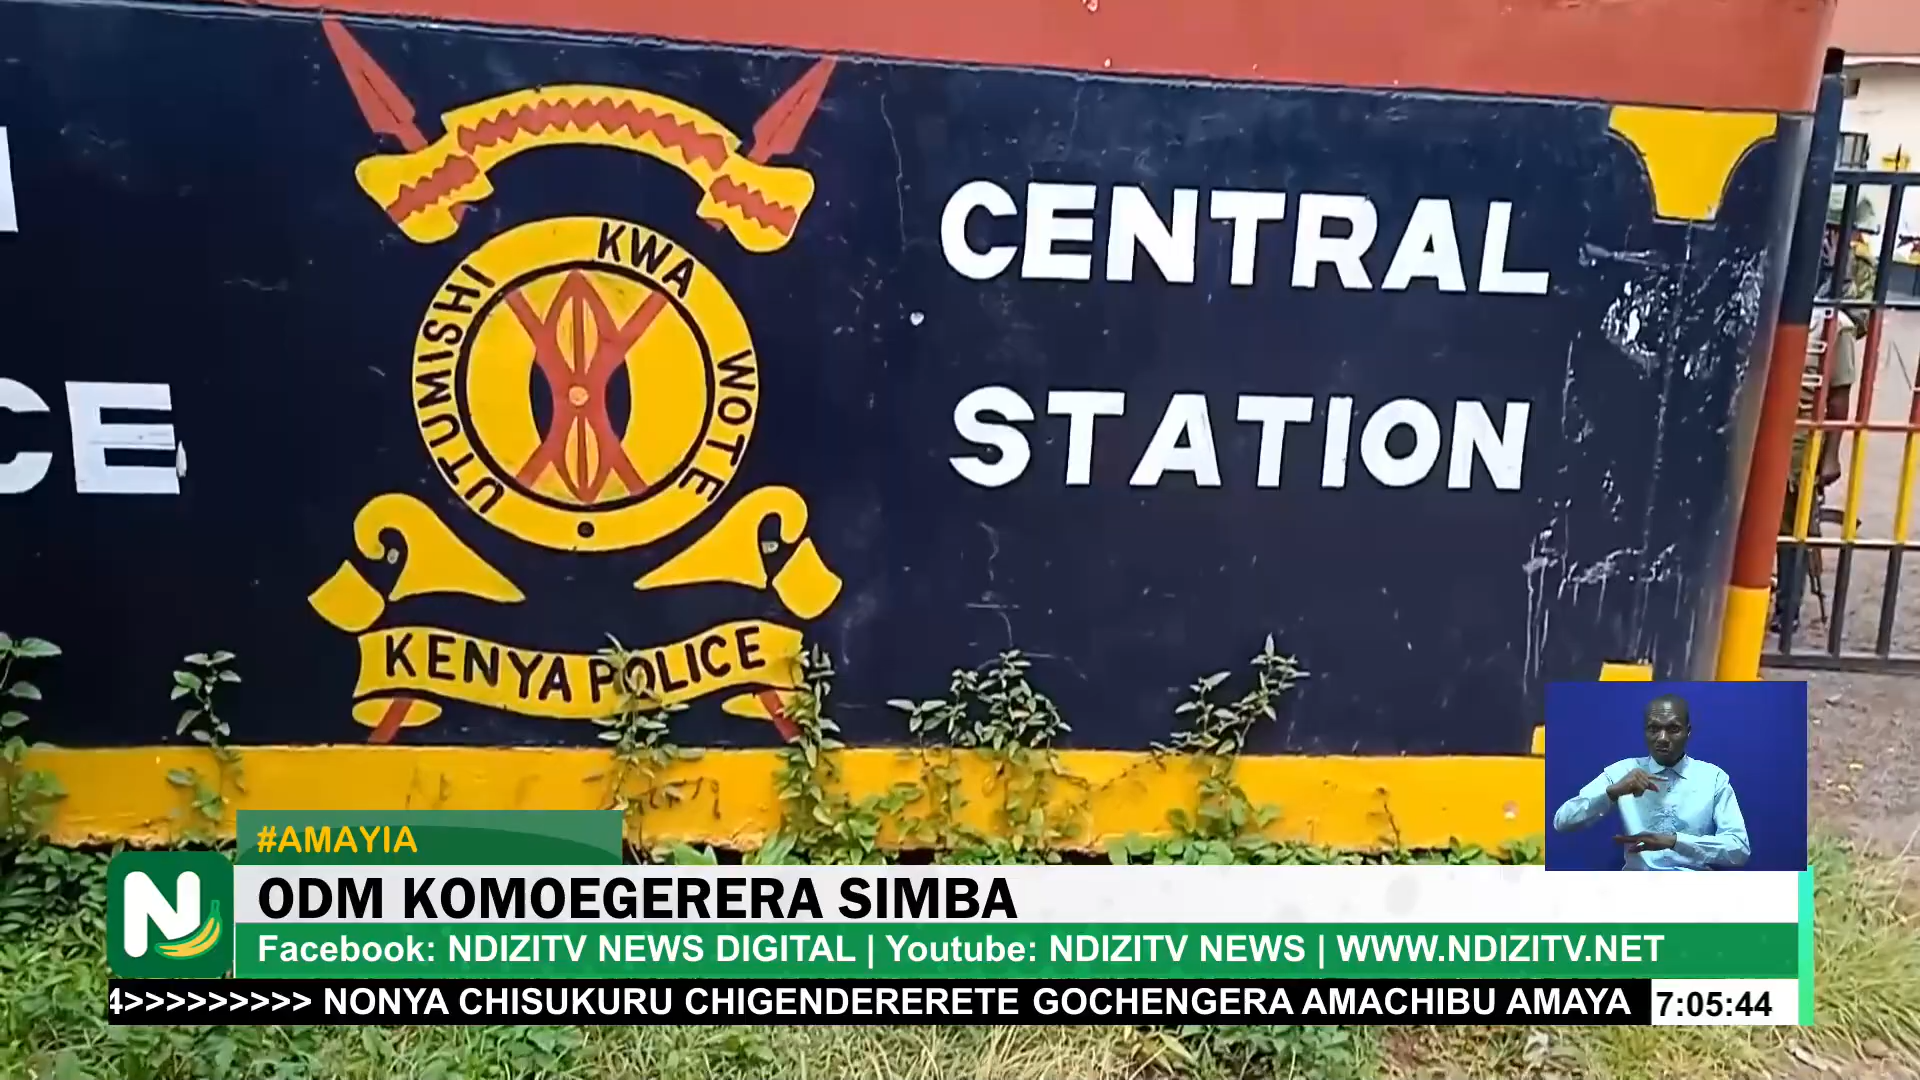 CE
UTUMISHI KWA WOTE
KENYA POLICE
CENTRAL
STATION
#AMAYIA
N
ODM KOMOEGERERA SIMBA
Facebook: NDIZITV NEWS DIGITAL | Youtube: NDIZITV NEWS | WWW.NDIZITV.NET
4>>>>>>>>> NONYA CHISUKURU CHIGENDERERETE GOCHENGERA AMACHIBU AMAYA
7:05:44